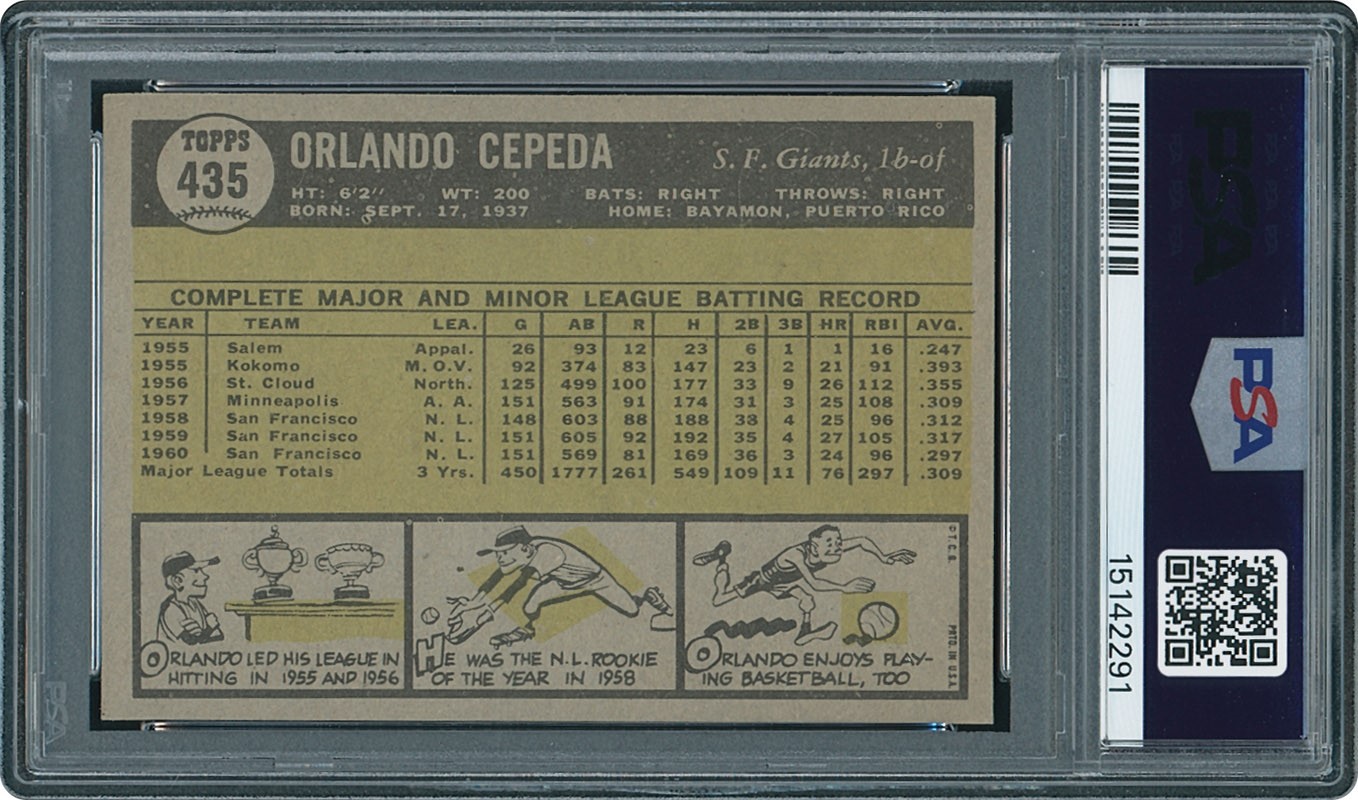 TOPPS
435
ORLANDO CEPEDA
S. F. Giants, 1b-of
HT: 6'2" WT: 200 BATS: RIGHT THROWS: RIGHT
BORN: SEPT. 17, 1937 HOME: BAYAMON, PUERTO RICO
COMPLETE MAJOR AND MINOR LEAGUE BATTING RECORD
YEAR TEAM LEA. G AB R H 2B 3B HR RBI AVG.
1955 Salem Appal. 26 93 12 23 6 1 1 16 .247
1955 Kokomo M. O. V. 92 374 83 147 23 2 21 91 .393
1956 St. Cloud North. 125 499 100 177 33 9 26 112 .355
1957 Minneapolis A. A. 151 563 91 174 31 3 25 108 .309
1958 San Francisco N. L. 148 603 88 188 38 4 25 96 .312
1959 San Francisco N. L. 151 605 92 192 35 4 27 105 .317
1960 San Francisco N. L. 151 569 81 169 36 3 24 96 .297
Major League Totals 3 Yrs. 450 1777 261 549 109 11 76 297 .309
ORLANDO LED HIS LEAGUE IN
HITTING IN 1955 AND 1956
HE WAS THE N.L. ROOKIE
OF THE YEAR IN 1958
ORLANDO ENJOYS PLAY-
ING BASKETBALL, TOO
© T.C.G.
PRTD. IN U.S.A.
PSA
PSA
15142291
PSA